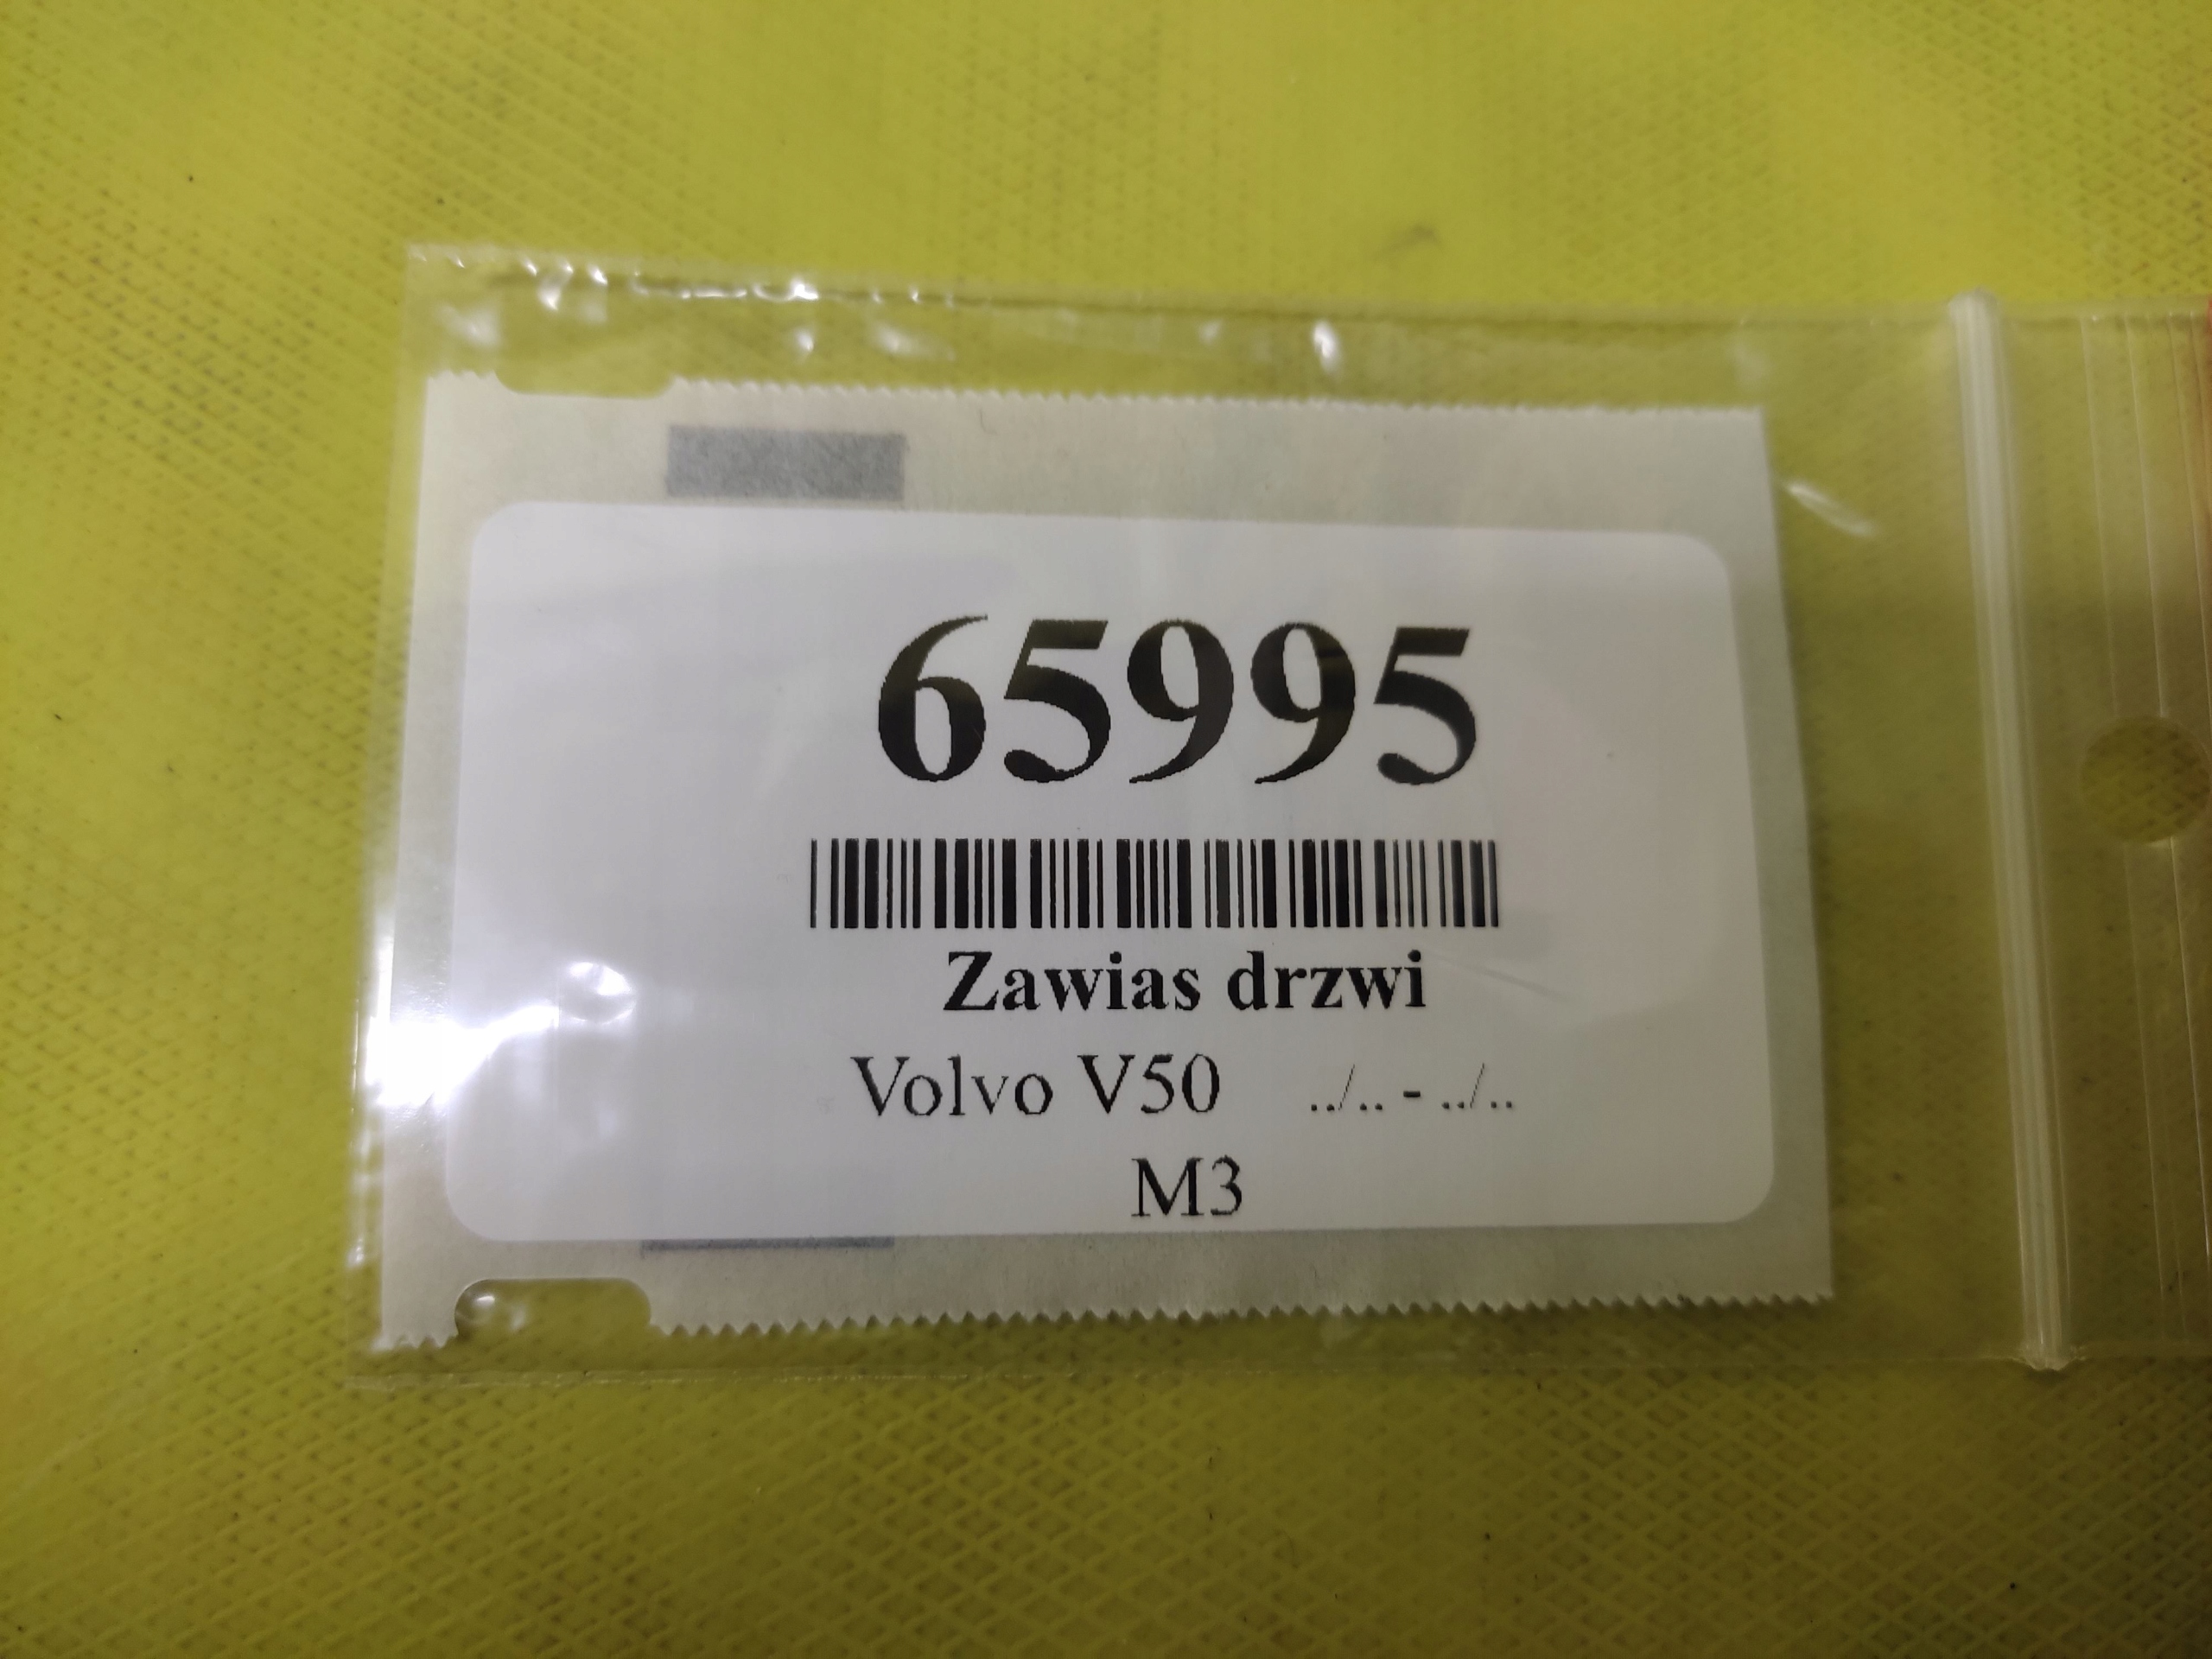 65995
Zawias drzwi
Volvo V50 ../.. - ../..
M3